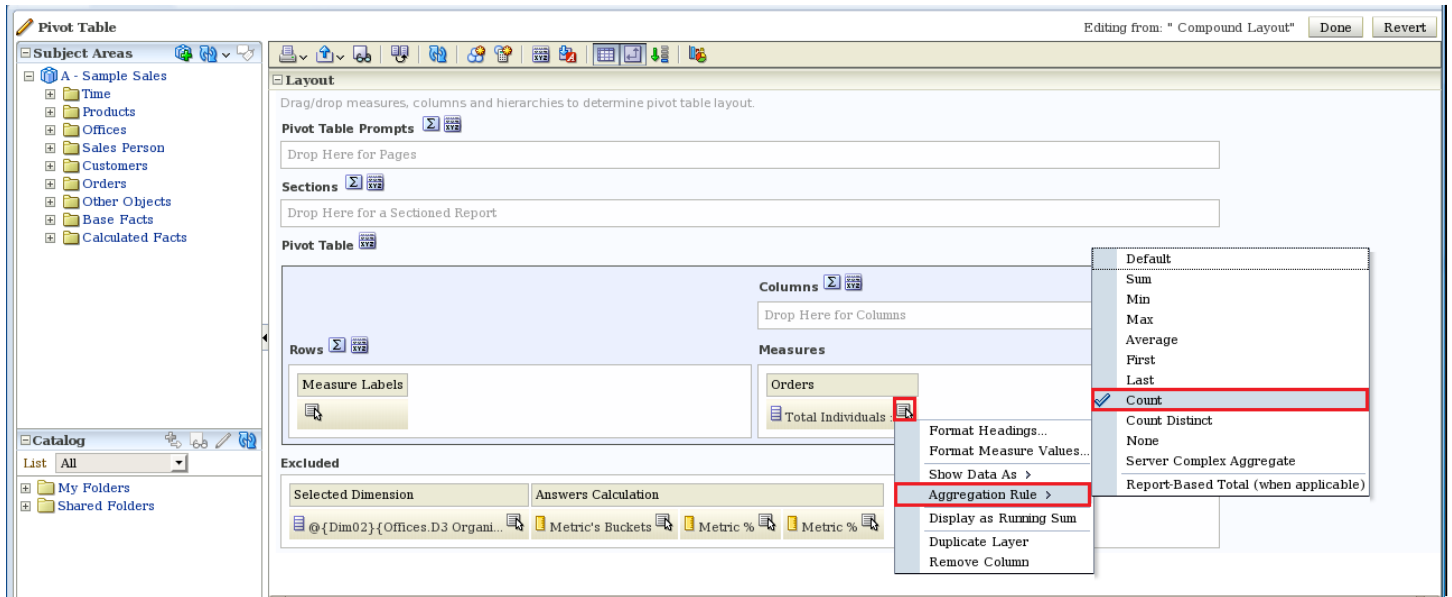 Pivot Table
Editing from: " Compound Layout"
Done
Revert
Subject Areas
A - Sample Sales
Time
Products
Offices
Sales Person
Customers
Orders
Other Objects
Base Facts
Calculated Facts
Catalog
List All
My Folders
Shared Folders
Layout
Drag/drop measures, columns and hierarchies to determine pivot table layout.
Pivot Table Prompts
Drop Here for Pages
Sections
Drop Here for a Sectioned Report
Pivot Table
Columns
Drop Here for Columns
Rows
Measures
Measure Labels
Orders
Total Individuals :
Excluded
Selected Dimension
Answers Calculation
@{Dim02}{Offices.D3 Organi...
Metric's Buckets
Metric %
Metric %
Format Headings...
Format Measure Values...
Show Data As >
Aggregation Rule >
Display as Running Sum
Duplicate Layer
Remove Column
Default
Sum
Min
Max
Average
First
Last
Count
Count Distinct
None
Server Complex Aggregate
Report-Based Total (when applicable)